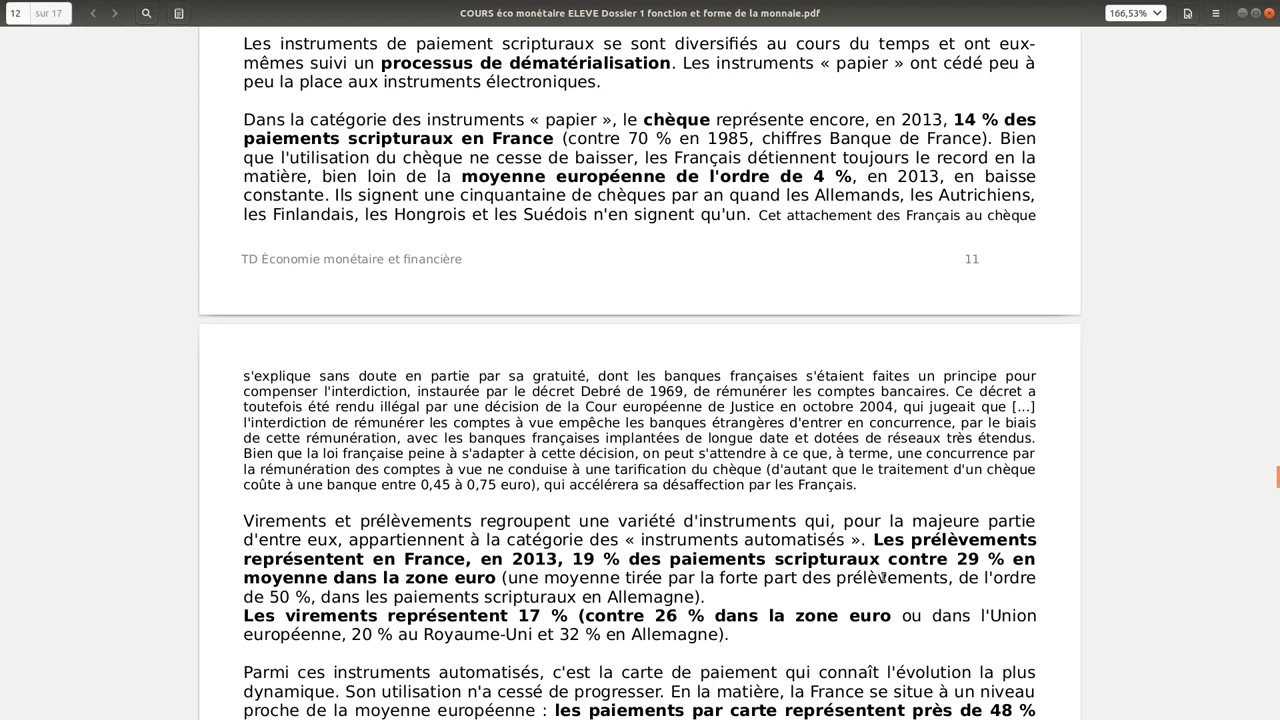 12
sur 17
COURS éco monétaire ELEVE Dossier 1 fonction et forme de la monnaie.pdf
166,53%
Les instruments de paiement scripturaux se sont diversifiés au cours du temps et ont eux-
mêmes suivi un processus de dématérialisation. Les instruments « papier » ont cédé peu à
peu la place aux instruments électroniques.
Dans la catégorie des instruments « papier », le chèque représente encore, en 2013, 14 % des
paiements scripturaux en France (contre 70 % en 1985, chiffres Banque de France). Bien
que l'utilisation du chèque ne cesse de baisser, les Français détiennent toujours le record en la
matière, bien loin de la moyenne européenne de l'ordre de 4 %, en 2013, en baisse
constante. Ils signent une cinquantaine de chèques par an quand les Allemands, les Autrichiens,
les Finlandais, les Hongrois et les Suédois n'en signent qu'un. Cet attachement des Français au chèque
TD Économie monétaire et financière
11
s'explique sans doute en partie par sa gratuité, dont les banques françaises s'étaient faites un principe pour
compenser l'interdiction, instaurée par le décret Debré de 1969, de rémunérer les comptes bancaires. Ce décret a
toutefois été rendu illégal par une décision de la Cour européenne de Justice en octobre 2004, qui jugeait que [...]
l'interdiction de rémunérer les comptes à vue empêche les banques étrangères d'entrer en concurrence, par le biais
de cette rémunération, avec les banques françaises implantées de longue date et dotées de réseaux très étendus.
Bien que la loi française peine à s'adapter à cette décision, on peut s'attendre à ce que, à terme, une concurrence par
la rémunération des comptes à vue ne conduise à une tarification du chèque (d'autant que le traitement d'un chèque
coûte à une banque entre 0,45 à 0,75 euro), qui accélérera sa désaffection par les Français.
Virements et prélèvements regroupent une variété d'instruments qui, pour la majeure partie
d'entre eux, appartiennent à la catégorie des « instruments automatisés ». Les prélèvements
représentent en France, en 2013, 19 % des paiements scripturaux contre 29 % en
moyenne dans la zone euro (une moyenne tirée par la forte part des prélèvements, de l'ordre
de 50 %, dans les paiements scripturaux en Allemagne).
Les virements représentent 17 % (contre 26 % dans la zone euro ou dans l'Union
européenne, 20 % au Royaume-Uni et 32 % en Allemagne).
Parmi ces instruments automatisés, c'est la carte de paiement qui connaît l'évolution la plus
dynamique. Son utilisation n'a cessé de progresser. En la matière, la France se situe à un niveau
proche de la moyenne européenne : les paiements par carte représentent près de 48 %